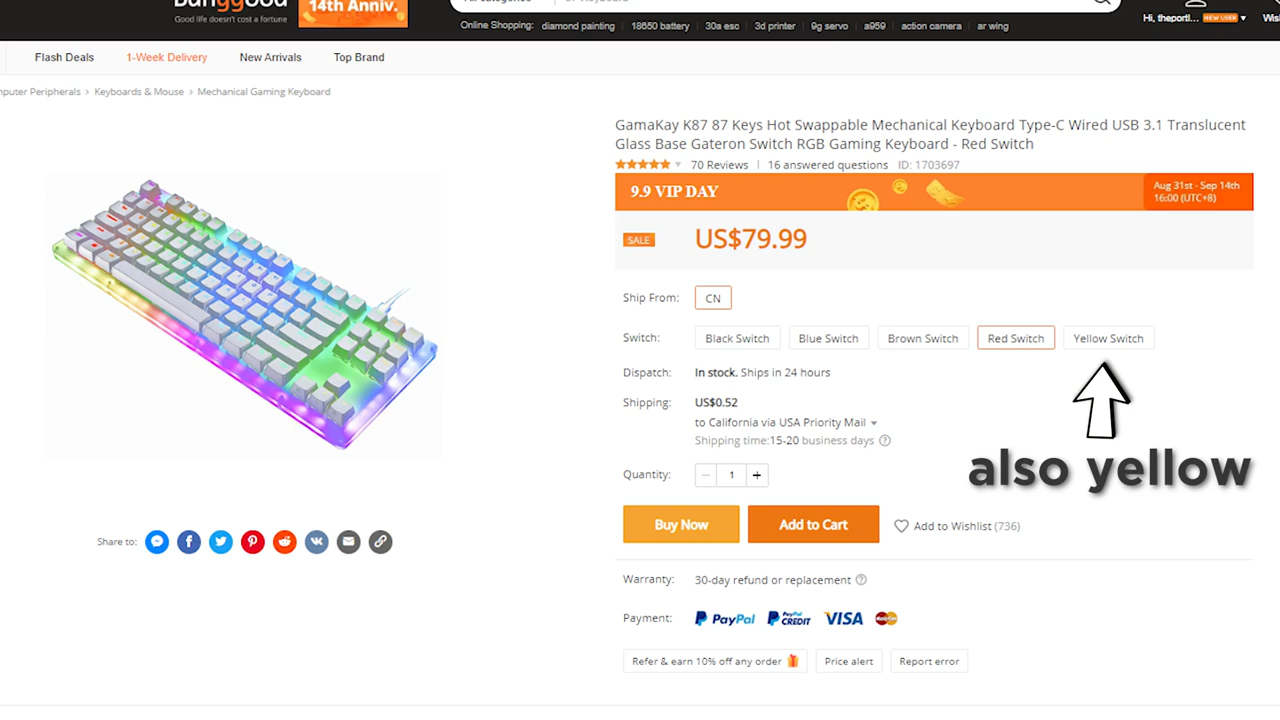 Banggood
Good life doesn't cost a fortune
14th Anniv.
Online Shopping: diamond painting 18650 battery 30a esc 3d printer 9g servo a959 action camera ar wing
Hi, theportl... NEW USER
Flash Deals 1-Week Delivery New Arrivals Top Brand
Keyboards & Mouse > Mechanical Gaming Keyboard
GamaKay K87 87 Keys Hot Swappable Mechanical Keyboard Type-C Wired USB 3.1 Translucent
Glass Base Gateron Switch RGB Gaming Keyboard - Red Switch
70 Reviews | 16 answered questions ID: 1703697
9.9 VIP DAY
Aug 31st - Sep 14th
16:00 (UTC+8)
SALE US$79.99
Ship From: CN
Switch: Black Switch Blue Switch Brown Switch Red Switch Yellow Switch
Dispatch: In stock. Ships in 24 hours
Shipping: US$0.52
to California via USA Priority Mail
Shipping time:15-20 business days ?
also yellow
Quantity: − 1 +
Buy Now Add to Cart Add to Wishlist (736)
Share to:
Warranty: 30-day refund or replacement ?
Payment: PayPal PayPal CREDIT VISA MasterCard
Refer & earn 10% off any order Price alert Report error